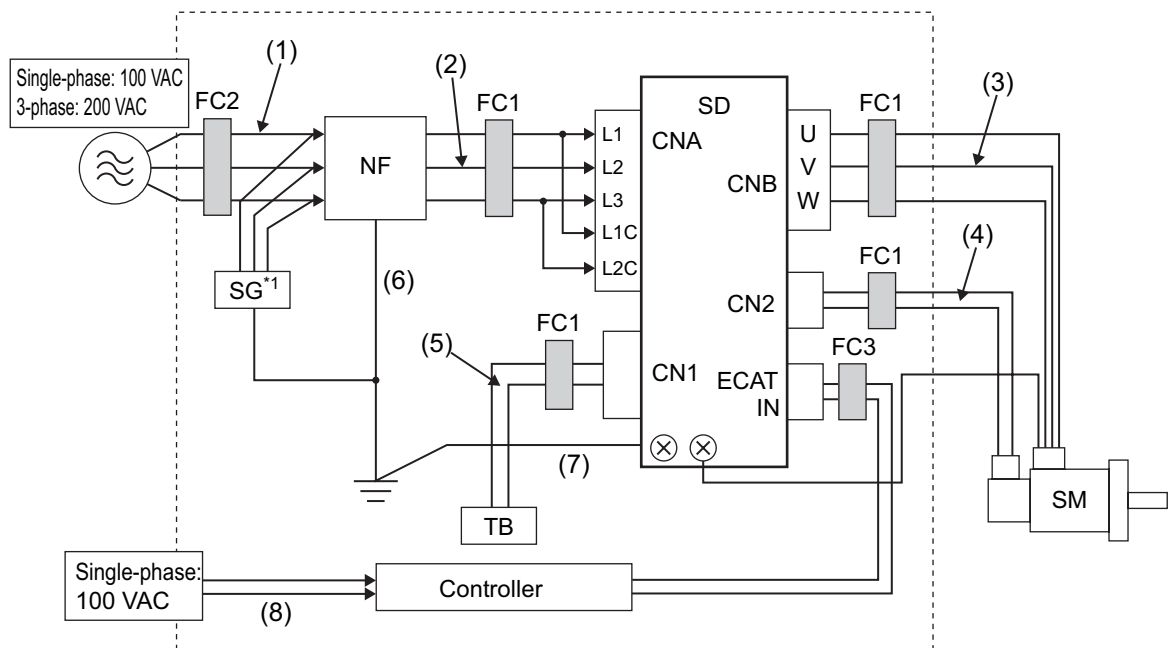 (1)
Single-phase: 100 VAC
3-phase: 200 VAC
FC2
(2)
FC1
SD
CNA
L1
L2
L3
L1C
L2C
NF
CNB
U
V
W
FC1
(3)
SG*1
(6)
FC1
(5)
CN1
CN2
FC1
(4)
ECAT
IN
FC3
(7)
TB
SM
Single-phase:
100 VAC
(8)
Controller